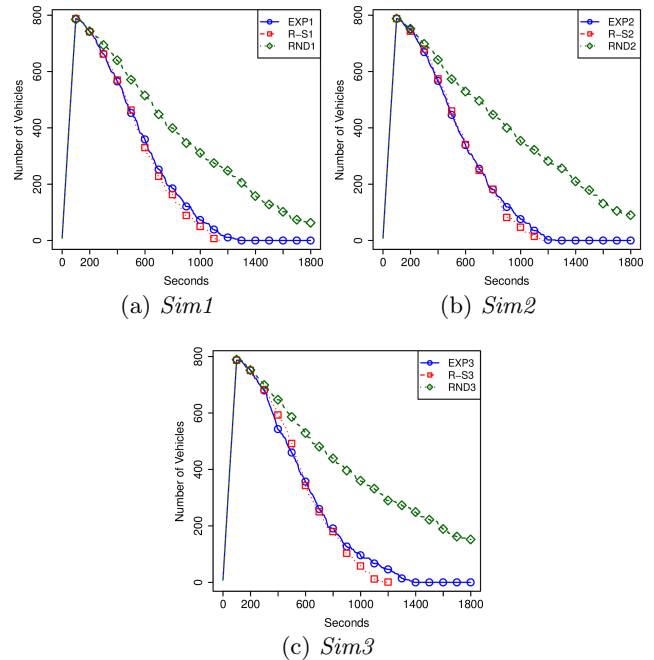 EXP1
R-S1
RND1
Number of Vehicles
0 200 400 600 800
0 200 600 1000 1400 1800
Seconds
(a) Sim1
EXP2
R-S2
RND2
Number of Vehicles
0 200 400 600 800
0 200 600 1000 1400 1800
Seconds
(b) Sim2
EXP3
R-S3
RND3
Number of Vehicles
0 200 400 600 800
0 200 600 1000 1400 1800
Seconds
(c) Sim3